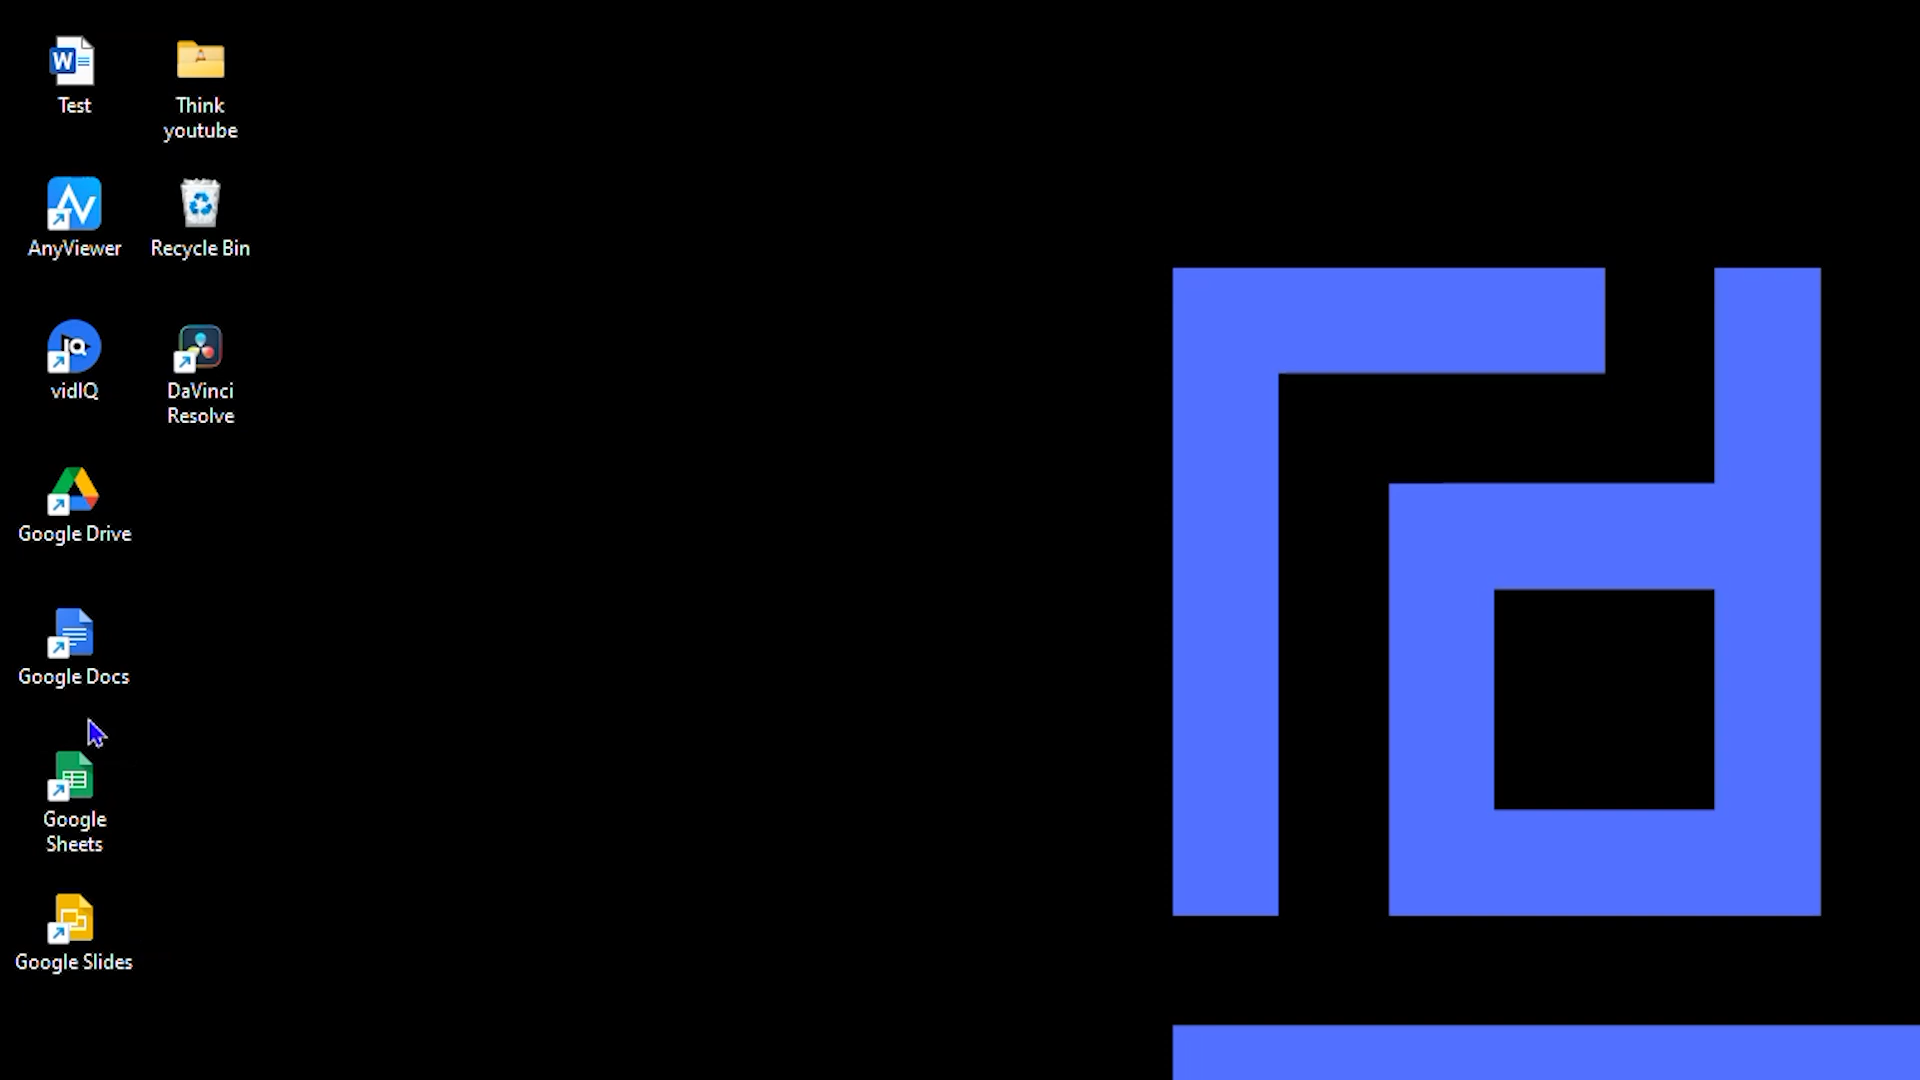 Test
Think
youtube
AnyViewer
Recycle Bin
vidIQ
DaVinci
Resolve
Google Drive
Google Docs
Google
Sheets
Google Slides